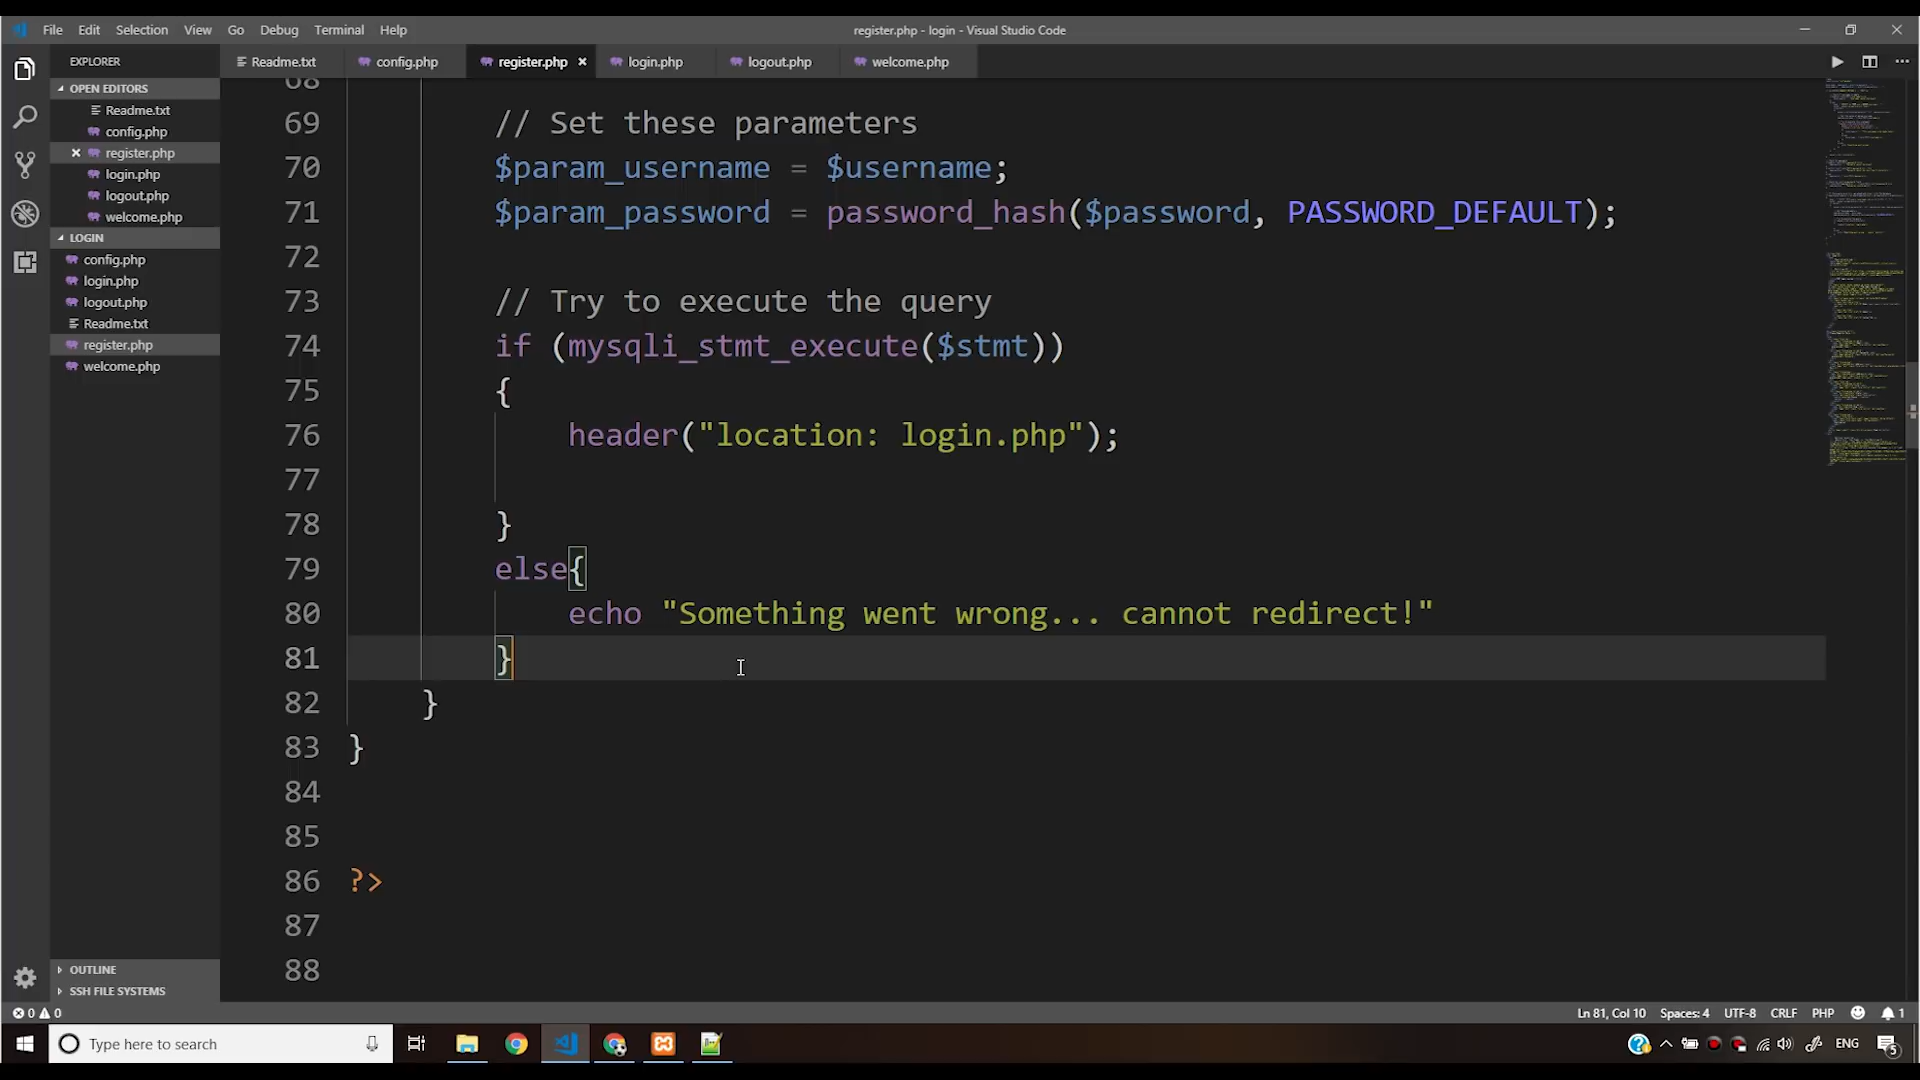 File Edit Selection View Go Debug Terminal Help
register.php - login - Visual Studio Code
EXPLORER
Readme.txt config.php register.php login.php logout.php welcome.php
OPEN EDITORS
Readme.txt
config.php
register.php
login.php
logout.php
welcome.php
LOGIN
config.php
login.php
logout.php
Readme.txt
register.php
welcome.php
OUTLINE
SSH FILE SYSTEMS
68
69 // Set these parameters
70 $param_username = $username;
71 $param_password = password_hash($password, PASSWORD_DEFAULT);
72
73 // Try to execute the query
74 if (mysqli_stmt_execute($stmt))
75 {
76 header("location: login.php");
77
78 }
79 else{
80 echo "Something went wrong... cannot redirect!"
81 }
82 }
83 }
84
85
86 ?>
87
88
0 0
Ln 81, Col 10 Spaces: 4 UTF-8 CRLF PHP 1
Type here to search
ENG
5